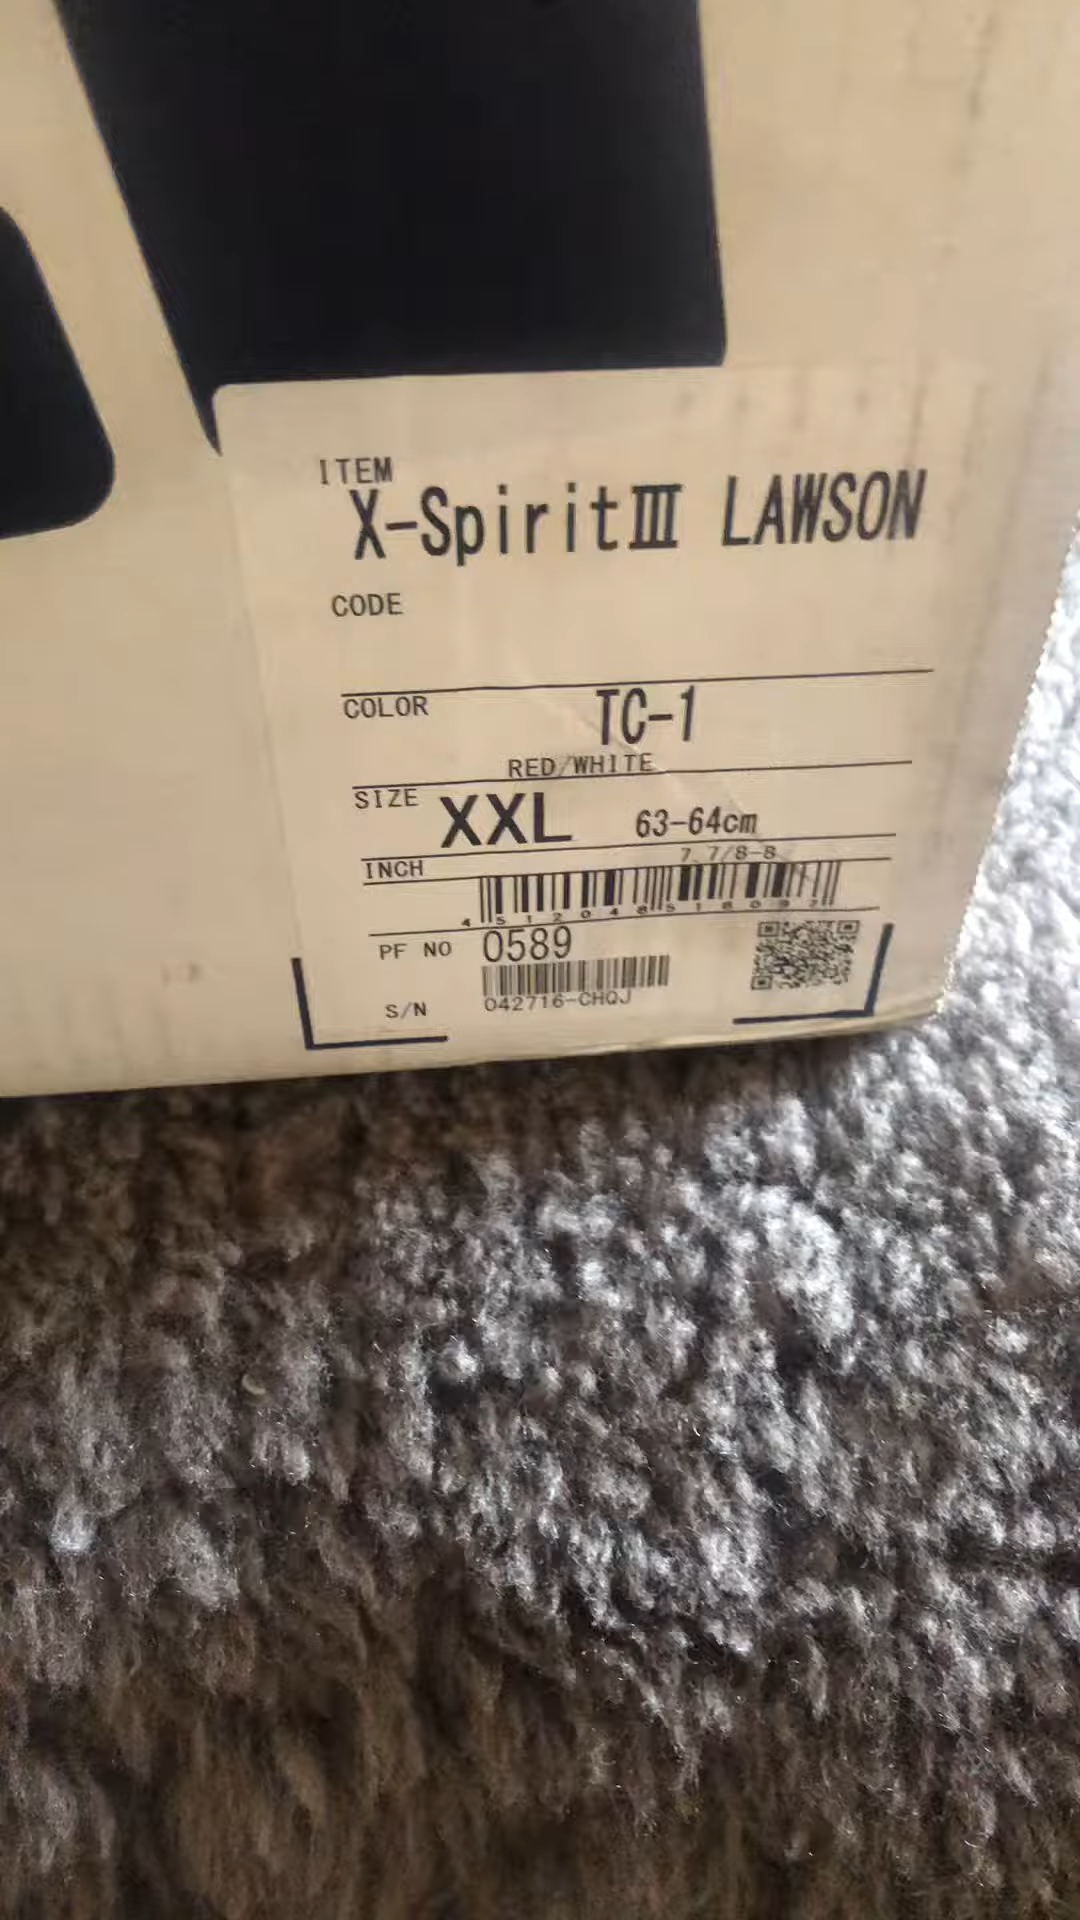 ITEM
X-SpiritⅢ LAWSON
CODE
COLOR TC-1
RED/WHITE
SIZE XXL 63-64cm
INCH 7 7/8-8
4512048518092
PF NO 0589
S/N 042716-CHQJ